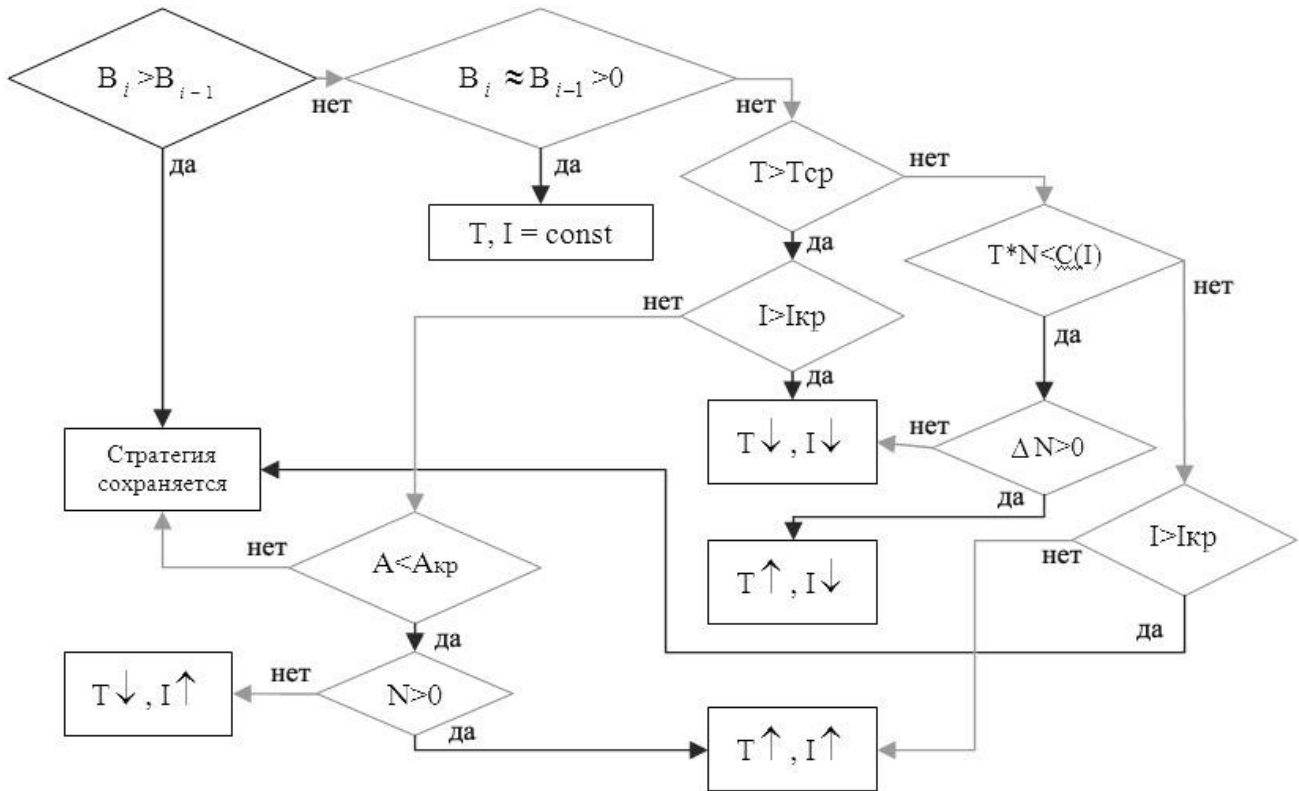 B i >B i − 1
нет
B i ≈ B i−1 >0
нет
да
да
T>Tср
нет
T, I = const
да
T*N<C(I)
нет
нет
I>Iкр
да
да
T↓, I↓
нет
Δ N>0
Стратегия
сохраняется
да
нет
A<Aкр
T↑, I↓
нет
I>Iкр
да
да
T↓, I↑
нет
N>0
да
T↑, I↑